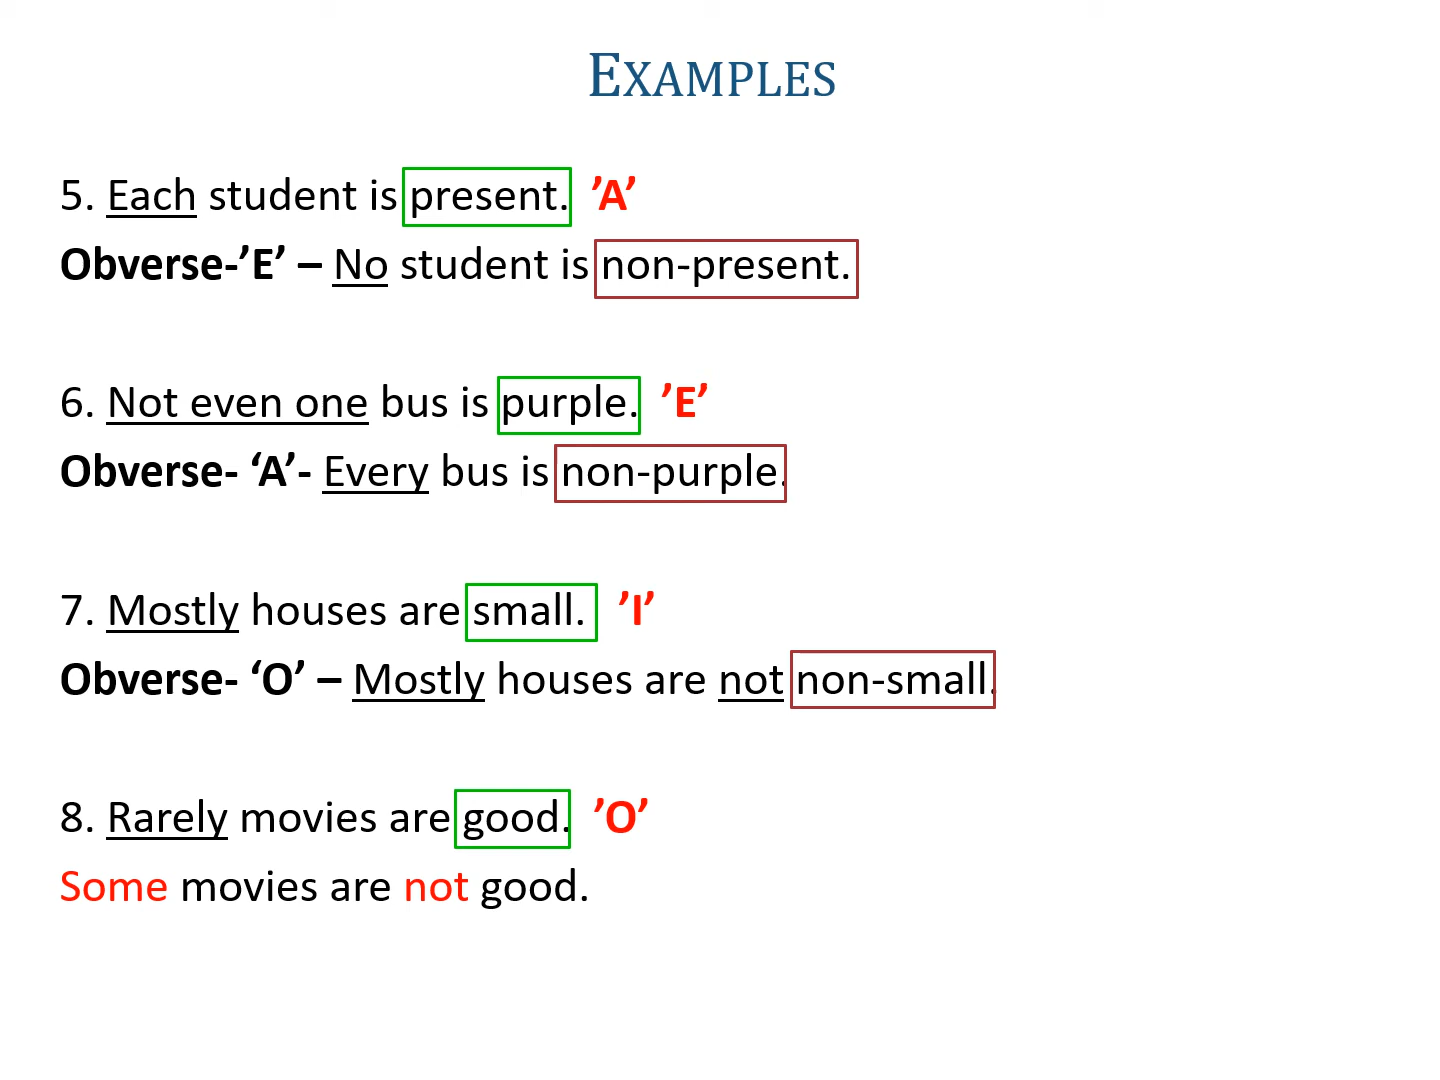 EXAMPLES
5. Each student is present. ’A’
Obverse-’E’ – No student is non-present.
6. Not even one bus is purple. ’E’
Obverse- ‘A’- Every bus is non-purple.
7. Mostly houses are small. ’I’
Obverse- ‘O’ – Mostly houses are not non-small.
8. Rarely movies are good. ’O’
Some movies are not good.